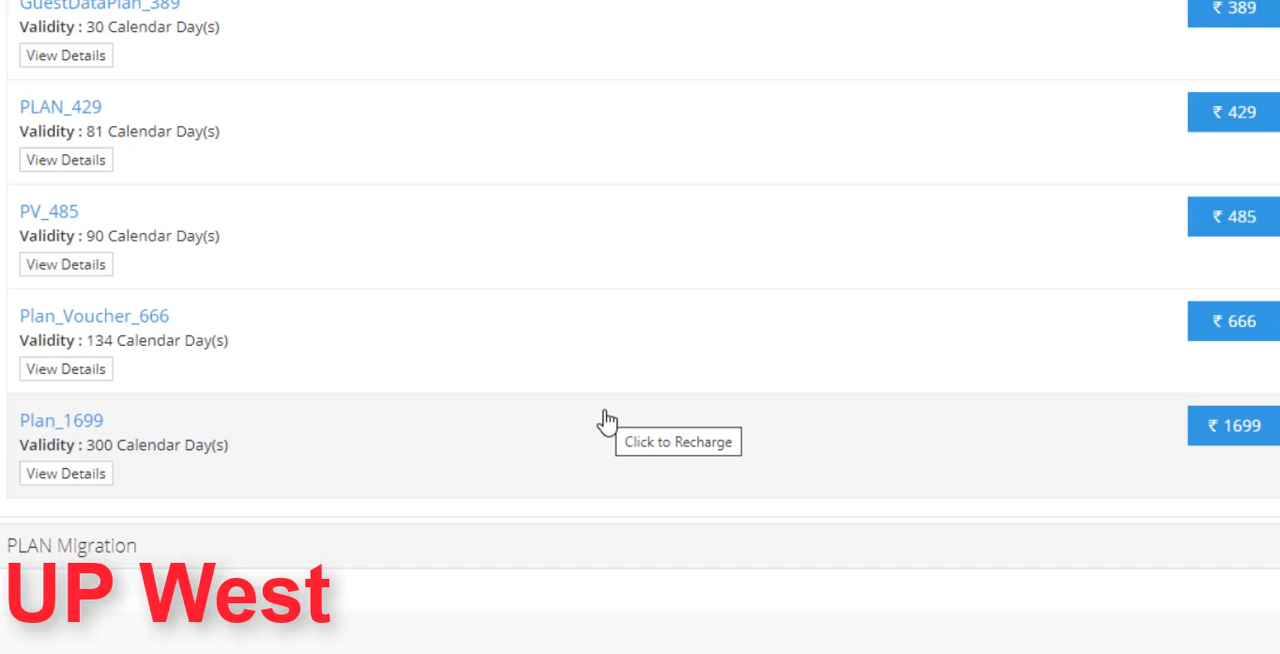 GuestDataPlan_389
₹ 389
Validity : 30 Calendar Day(s)
View Details
PLAN_429
₹ 429
Validity : 81 Calendar Day(s)
View Details
PV_485
₹ 485
Validity : 90 Calendar Day(s)
View Details
Plan_Voucher_666
₹ 666
Validity : 134 Calendar Day(s)
View Details
Plan_1699
₹ 1699
Validity : 300 Calendar Day(s)
Click to Recharge
View Details
PLAN Migration
UP West